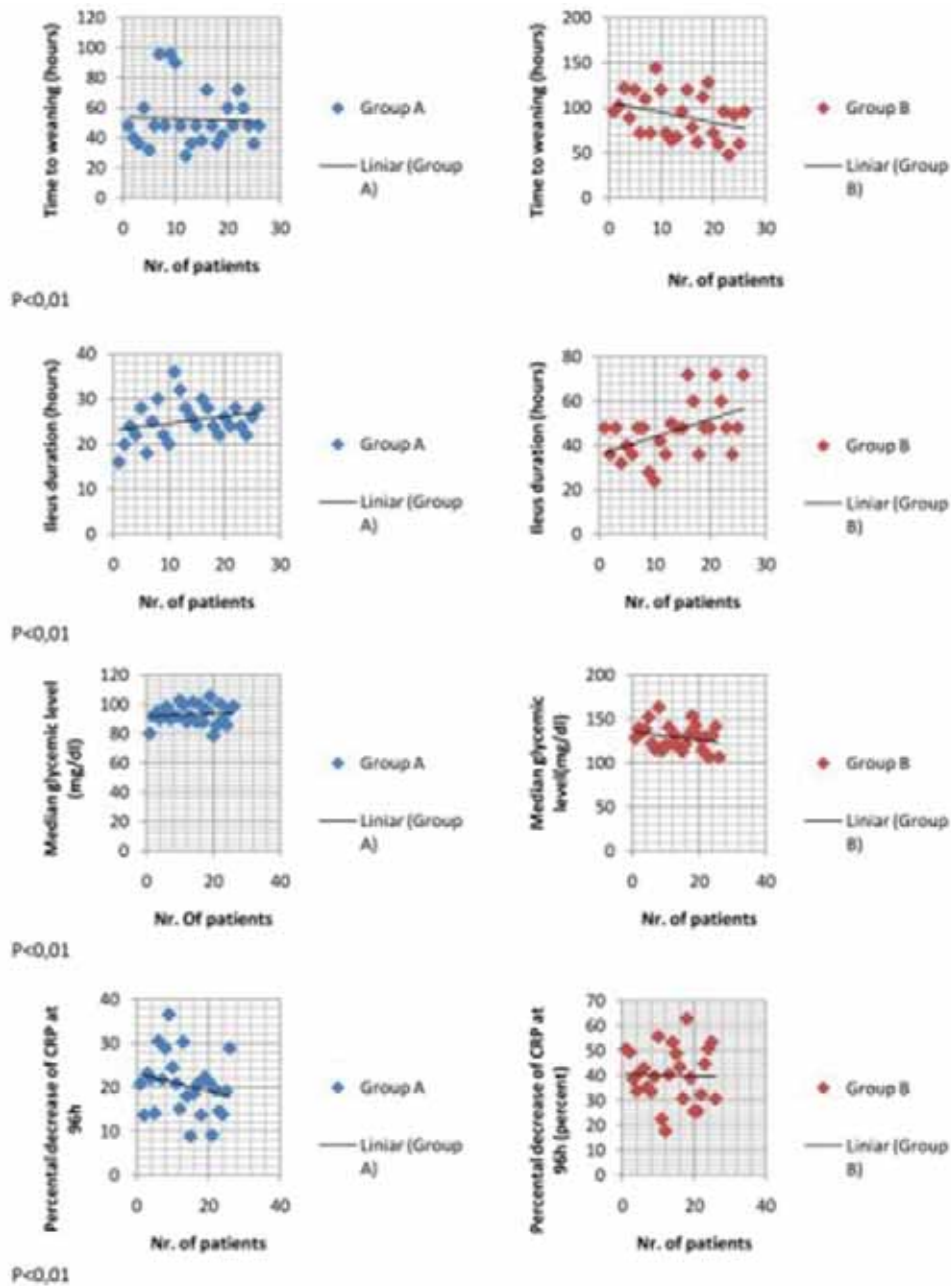 120
100
80
60
40
20
0
Time to weaning (hours)
0 10 20 30
Nr. of patients
Group A
Liniar (Group
A)
200
150
100
50
0
Time to weaning (hours)
0 10 20 30
Nr. of patients
Group B
Liniar (Group
B)
P<0,01
40
30
20
10
0
Ileus duration (hours)
0 10 20 30
Nr. of patients
Group A
Liniar (Group
A)
80
60
40
20
0
Ileus duration (hours)
0 10 20 30
Nr. of patients
Group B
Liniar (Group
B)
P<0,01
120
100
80
60
40
20
0
Median glycemic level
(mg/dl)
0 20 40
Nr. Of patients
Group A
Liniar (Group
A)
200
150
100
50
0
Median glycemic
level(mg/dl)
0 20 40
Nr. of patients
Group B
Liniar (Group
B)
P<0,01
40
30
20
10
0
Percental decrease of CRP at
96h
0 20 40
Nr. of patients
Group A
Liniar (Group
A)
70
60
50
40
30
20
10
0
Percental decrease of CRP at
96h (percent)
0 20 40
Nr. of patients
Group B
Liniar (Group
B)
P<0,01